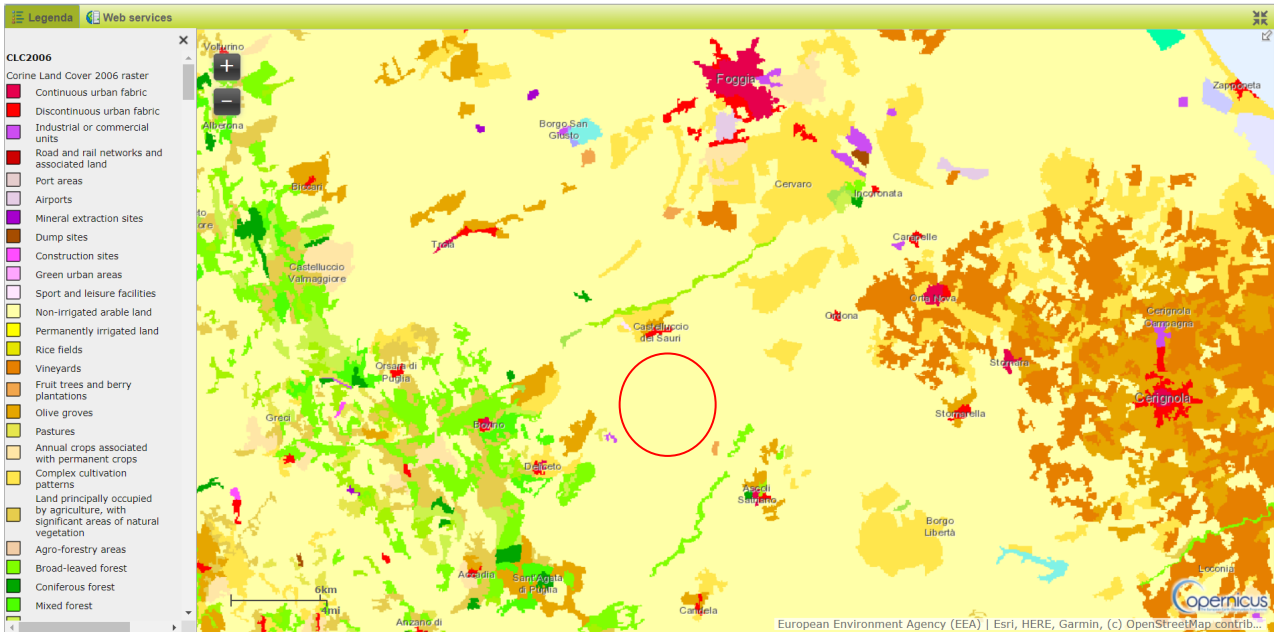 Legenda
Web services
CLC2006
Corine Land Cover 2006 raster
Continuous urban fabric
Discontinuous urban fabric
Industrial or commercial
units
Road and rail networks and
associated land
Port areas
Airports
Mineral extraction sites
Dump sites
Construction sites
Green urban areas
Sport and leisure facilities
Non-irrigated arable land
Permanently irrigated land
Rice fields
Vineyards
Fruit trees and berry
plantations
Olive groves
Pastures
Annual crops associated
with permanent crops
Complex cultivation
patterns
Land principally occupied
by agriculture, with
significant areas of natural
vegetation
Agro-forestry areas
Broad-leaved forest
Coniferous forest
Mixed forest
Volturino
+
−
Foggia
Zapponeta
Alberona
Borgo San
Giusto
Biccari
Cervaro
Incoronata
to
ore
Troia
Carapelle
Castelluccio
Valmaggiore
Orta Nova
Castelluccio
dei Sauri
Ordona
Cerignola
Campagna
Orsara di
Puglia
Stornara
Cerignola
Greci
Bovino
Stornarella
Deliceto
Ascoli
Satriano
Borgo
Libertà
Accadia
Sant'Agata
di Puglia
Loconia
6km
4mi
Candela
Anzano di
opernicus
European Environment Agency (EEA) | Esri, HERE, Garmin, (c) OpenStreetMap contrib...